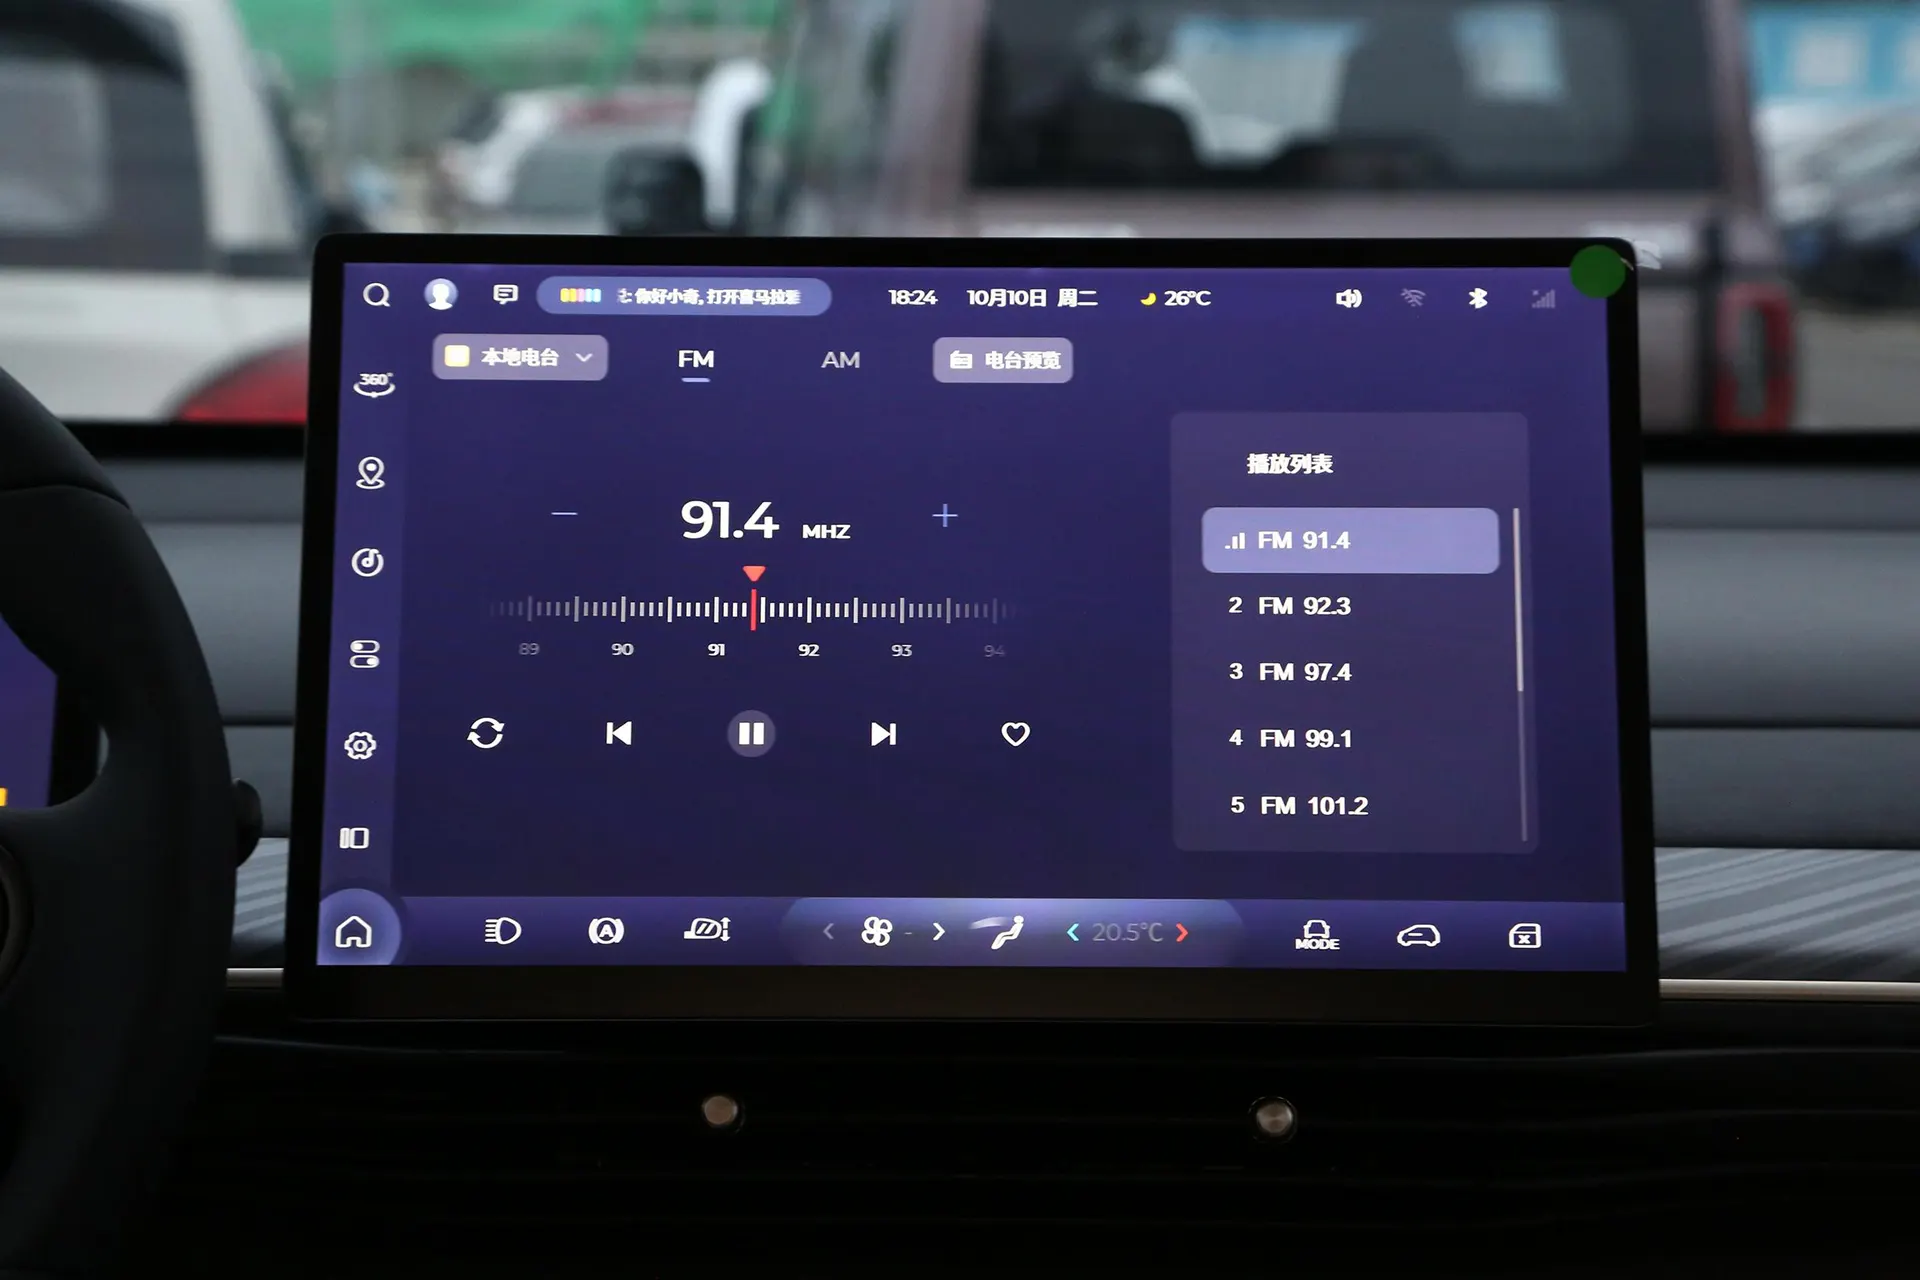 你好小奇,打开喜马拉雅
18:24 10月10日 周二 26℃
本地电台 FM AM 电台预览
360°
播放列表
91.4 MHZ
89 90 91 92 93 94
FM 91.4
2 FM 92.3
3 FM 97.4
4 FM 99.1
5 FM 101.2
A
20.5℃
MODE